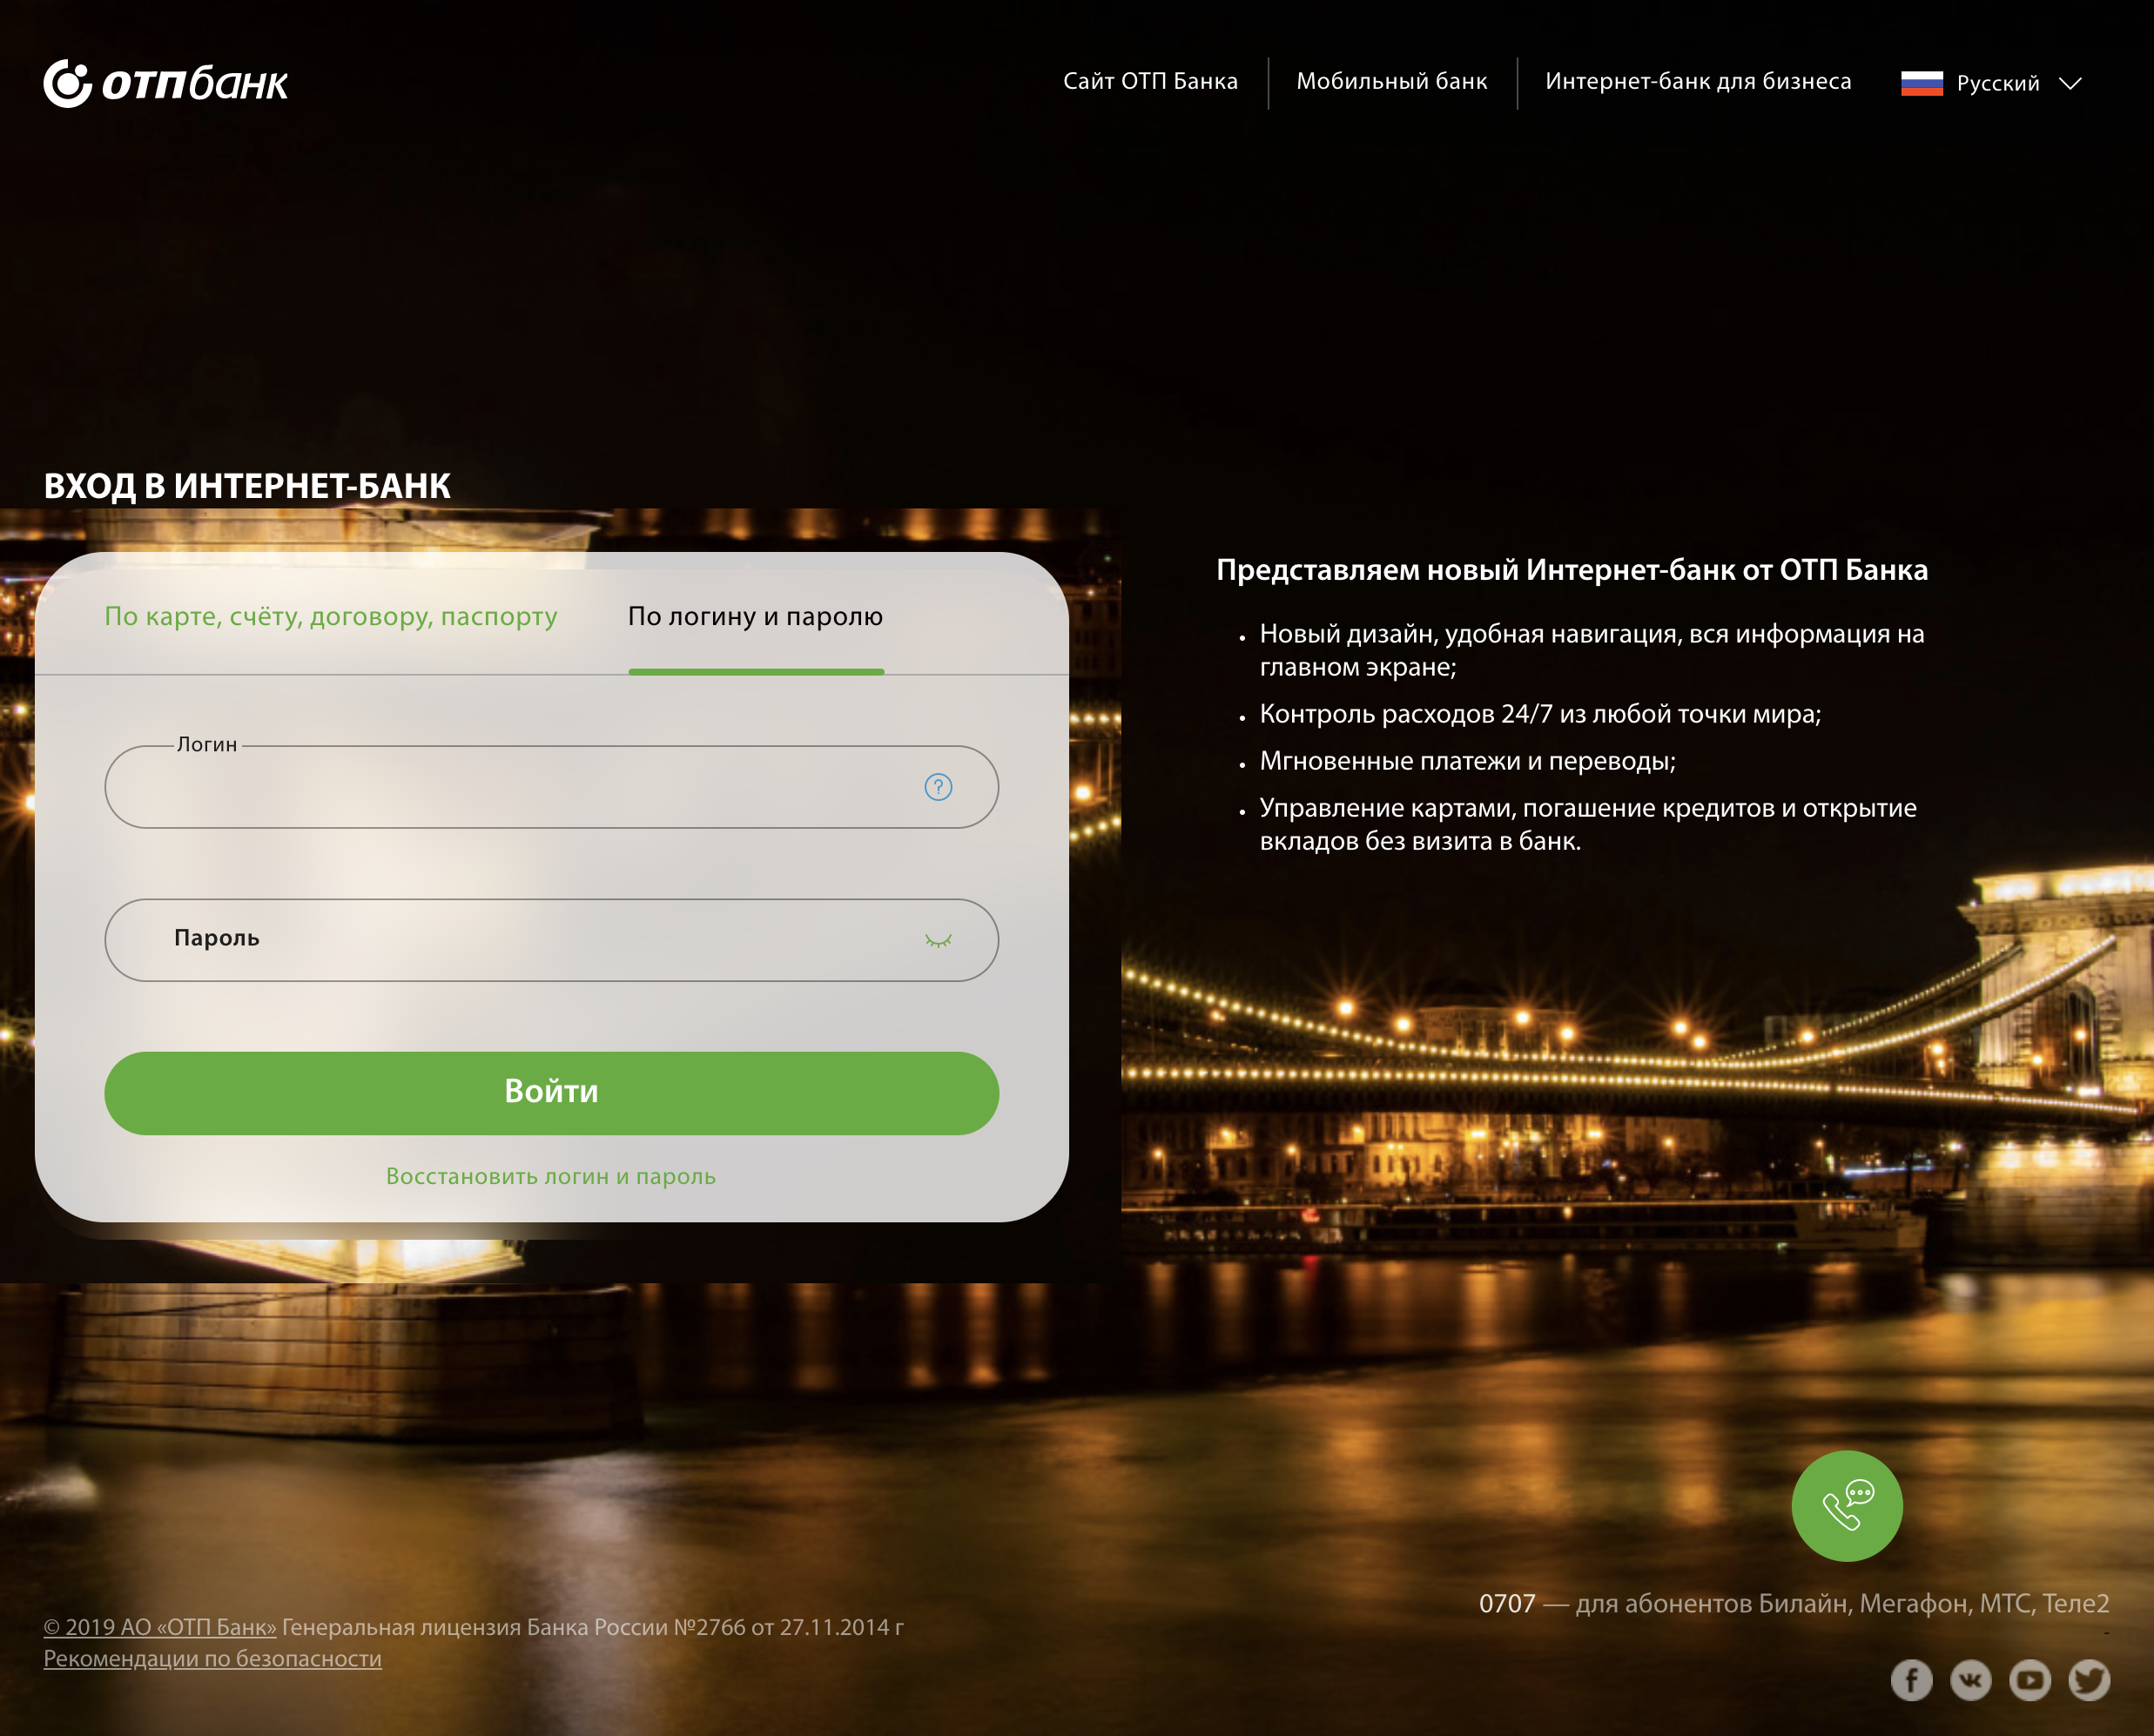 отпбанк
Сайт ОТП Банка
Мобильный банк
Интернет-банк для бизнеса
Русский
ВХОД В ИНТЕРНЕТ-БАНК
По карте, счёту, договору, паспорту
По логину и паролю
Логин
?
Пароль
Войти
Восстановить логин и пароль
Представляем новый Интернет-банк от ОТП Банка
• Новый дизайн, удобная навигация, вся информация на
главном экране;
• Контроль расходов 24/7 из любой точки мира;
• Мгновенные платежи и переводы;
• Управление картами, погашение кредитов и открытие
вкладов без визита в банк.
0707 — для абонентов Билайн, Мегафон, МТС, Теле2
-
© 2019 АО «ОТП Банк» Генеральная лицензия Банка России №2766 от 27.11.2014 г
Рекомендации по безопасности